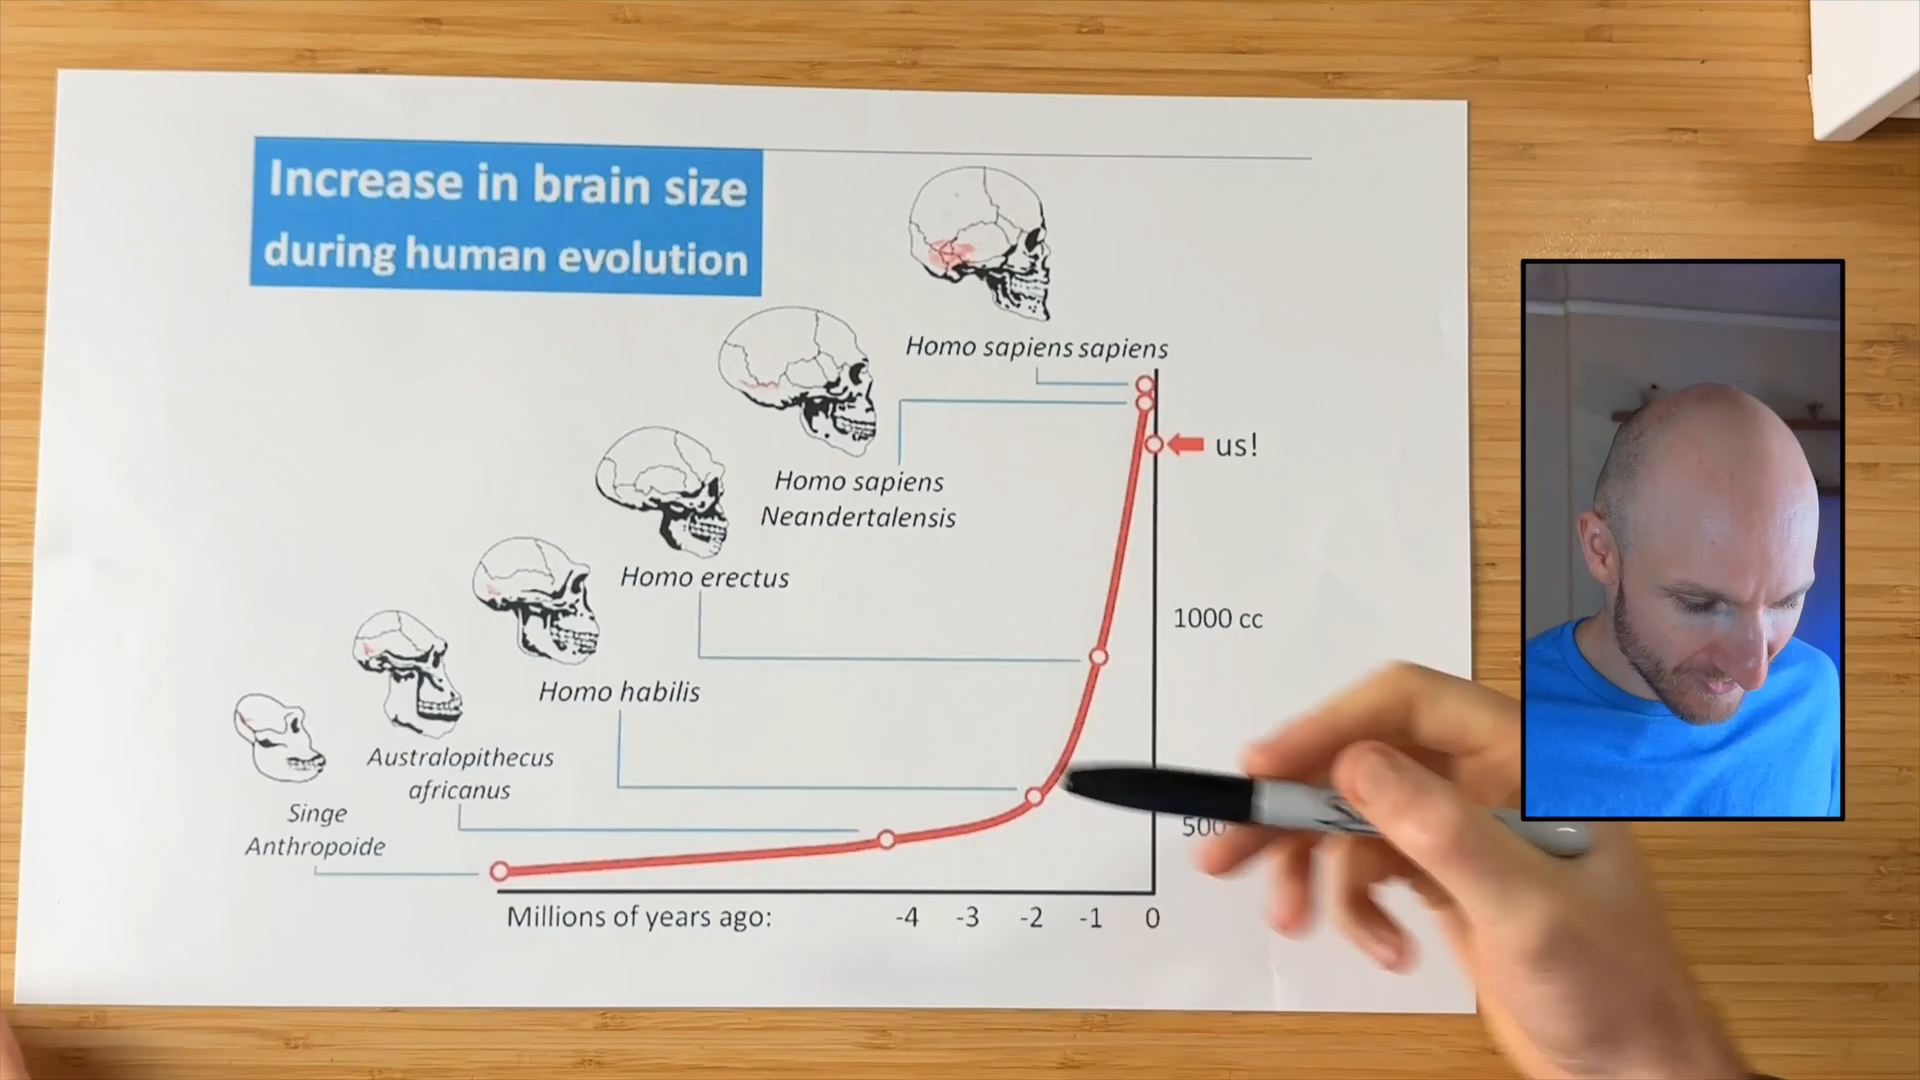 Increase in brain size
during human evolution
Homo sapiens sapiens
us!
Homo sapiens
Neandertalensis
Homo erectus
1000 cc
Homo habilis
Australopithecus
africanus
Singe
Anthropoide
500
Millions of years ago: -4 -3 -2 -1 0